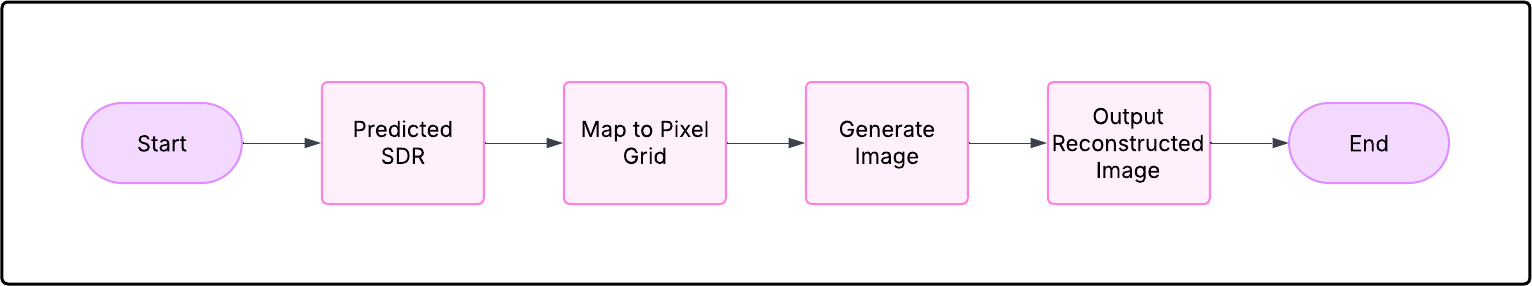 Start
Predicted
SDR
Map to Pixel
Grid
Generate
Image
Output
Reconstructed
Image
End